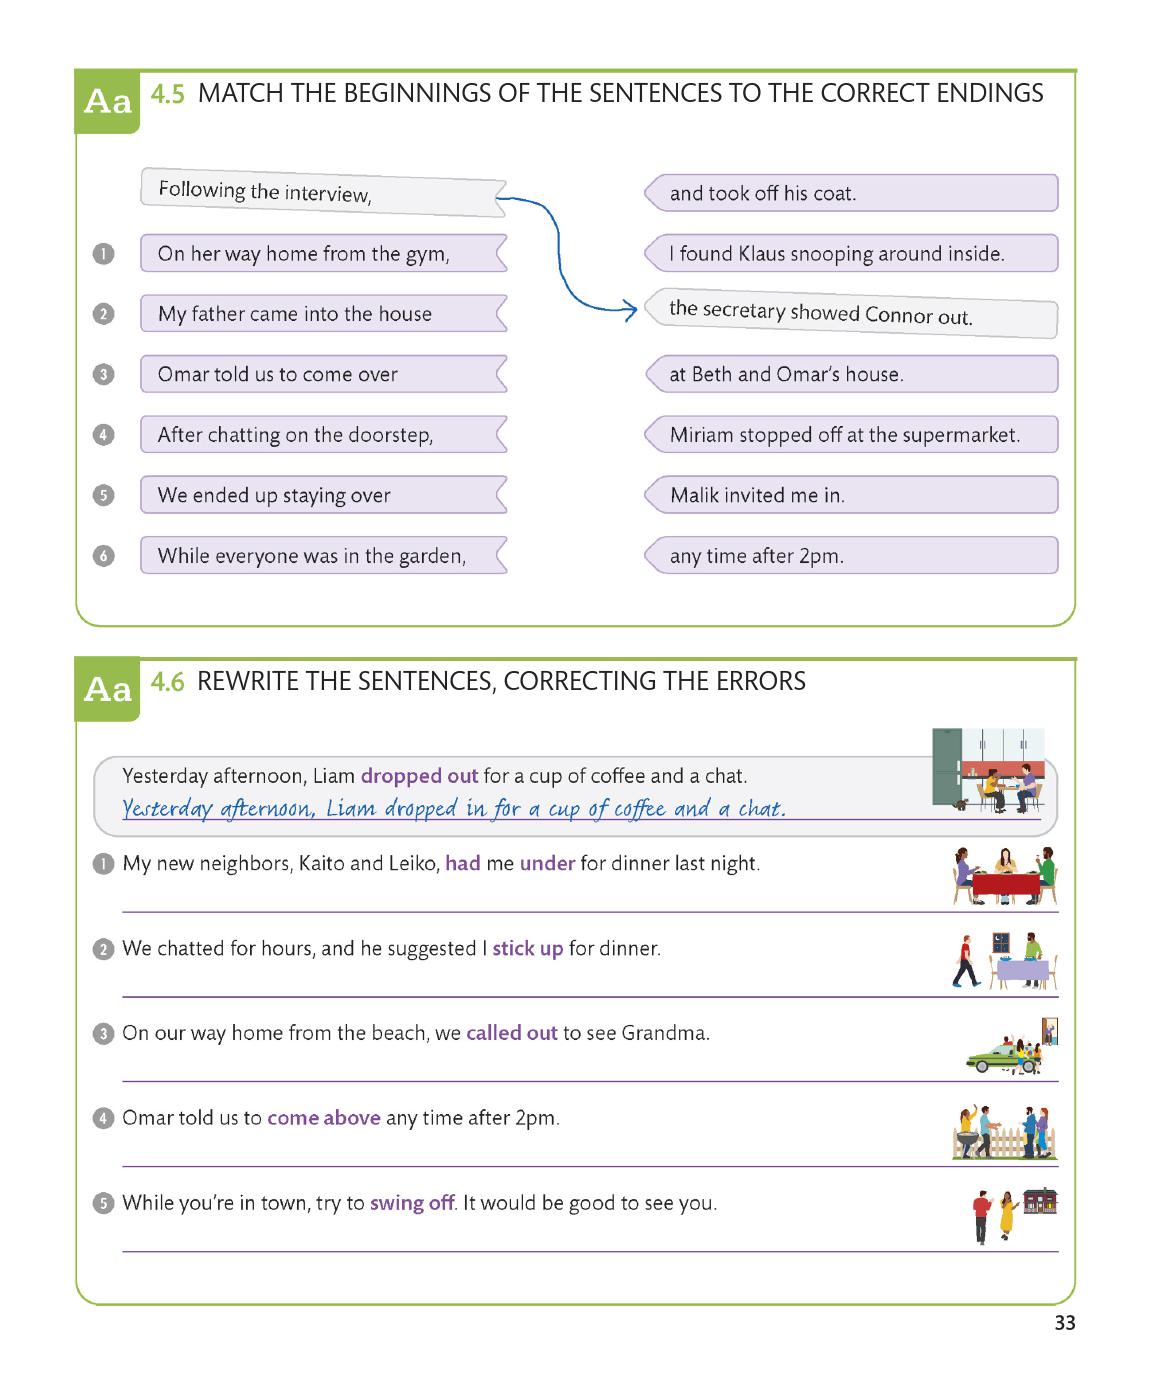 Aa 4.5 MATCH THE BEGINNINGS OF THE SENTENCES TO THE CORRECT ENDINGS
Following the interview,
and took off his coat.
1 On her way home from the gym,
I found Klaus snooping around inside.
2 My father came into the house
the secretary showed Connor out.
3 Omar told us to come over
at Beth and Omar's house.
4 After chatting on the doorstep,
Miriam stopped off at the supermarket.
5 We ended up staying over
Malik invited me in.
6 While everyone was in the garden,
any time after 2pm.
Aa 4.6 REWRITE THE SENTENCES, CORRECTING THE ERRORS
Yesterday afternoon, Liam dropped out for a cup of coffee and a chat.
Yesterday afternoon, Liam dropped in for a cup of coffee and a chat.
1 My new neighbors, Kaito and Leiko, had me under for dinner last night.
2 We chatted for hours, and he suggested I stick up for dinner.
3 On our way home from the beach, we called out to see Grandma.
4 Omar told us to come above any time after 2pm.
5 While you're in town, try to swing off. It would be good to see you.
33